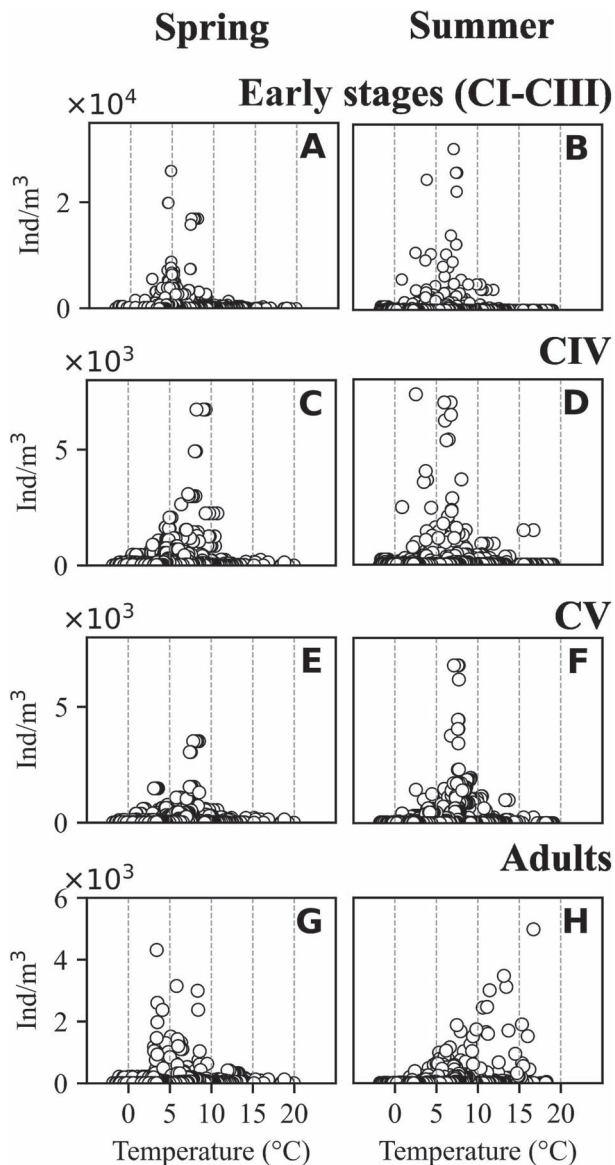 Spring Summer
Early stages (CI-CIII)
×10⁴
A B
Ind/m³
2
0
CIV
×10³
C D
Ind/m³
5
0
CV
×10³
E F
Ind/m³
5
0
Adults
×10³
G H
Ind/m³
6
4
2
0
0 5 10 15 20 0 5 10 15 20
Temperature (°C) Temperature (°C)